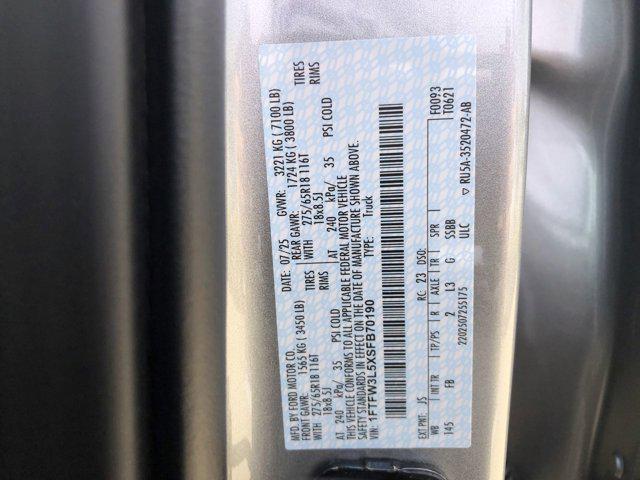 MFD. BY FORD MOTOR CO.
DATE: 07/25 GVWR: 3221 KG ( 7100 LB)
FRONT GAWR: 1565 KG ( 3450 LB) REAR GAWR: 1724 KG ( 3800 LB)
WITH 275/65R18 116T TIRES WITH 275/65R18 116T TIRES
18x8.5J RIMS 18x8.5J RIMS
AT 240 kPa/ 35 PSI COLD AT 240 kPa/ 35 PSI COLD
THIS VEHICLE CONFORMS TO ALL APPLICABLE FEDERAL MOTOR VEHICLE
SAFETY STANDARDS IN EFFECT ON THE DATE OF MANUFACTURE SHOWN ABOVE.
VIN: 1FTFW3L5XSFB70190 TYPE: Truck
F0093
T0621
EXT PNT: JS RC: 23 DSO:
WB INT TR TP/PS R AXLE TR SPR
145 FB 2 L3 G SSBB
2202507255175 ULC ▽ RU5A-3520472-AB